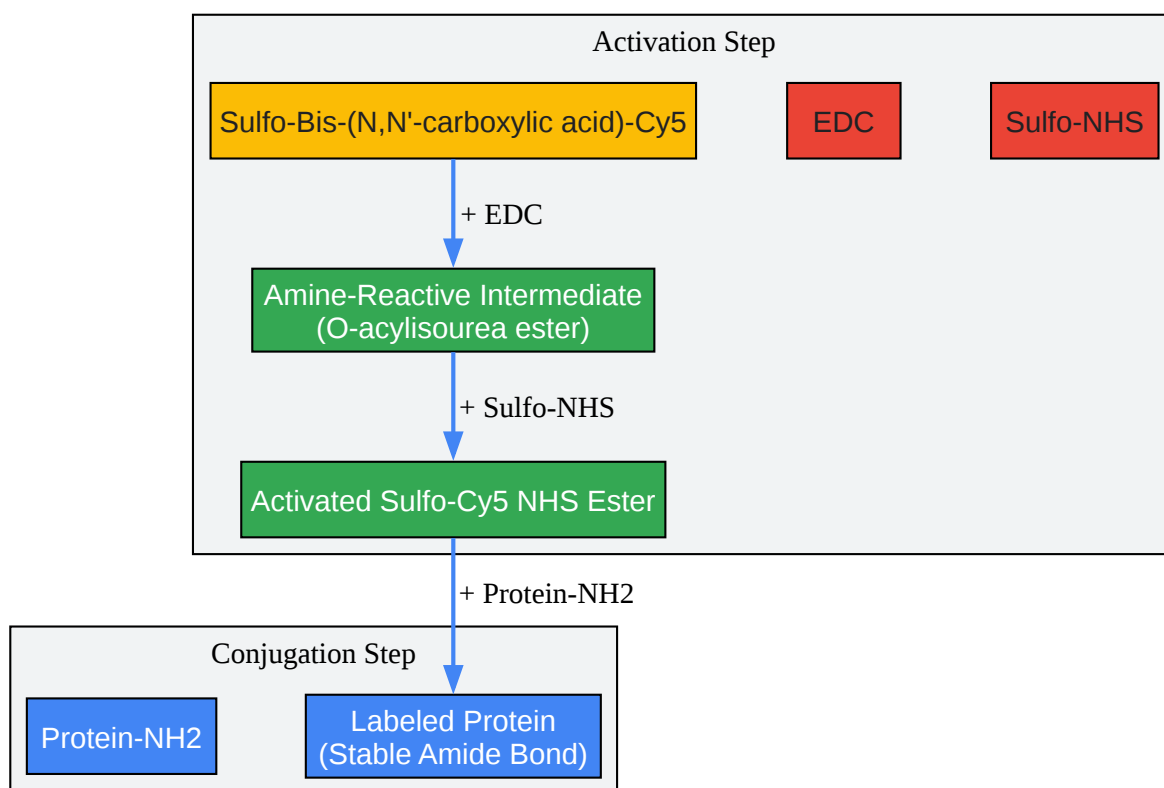 Activation Step
Sulfo-Bis-(N,N'-carboxylic acid)-Cy5
EDC
Sulfo-NHS
+ EDC
Amine-Reactive Intermediate
(O-acylisourea ester)
+ Sulfo-NHS
Activated Sulfo-Cy5 NHS Ester
+ Protein-NH2
Conjugation Step
Protein-NH2
Labeled Protein
(Stable Amide Bond)